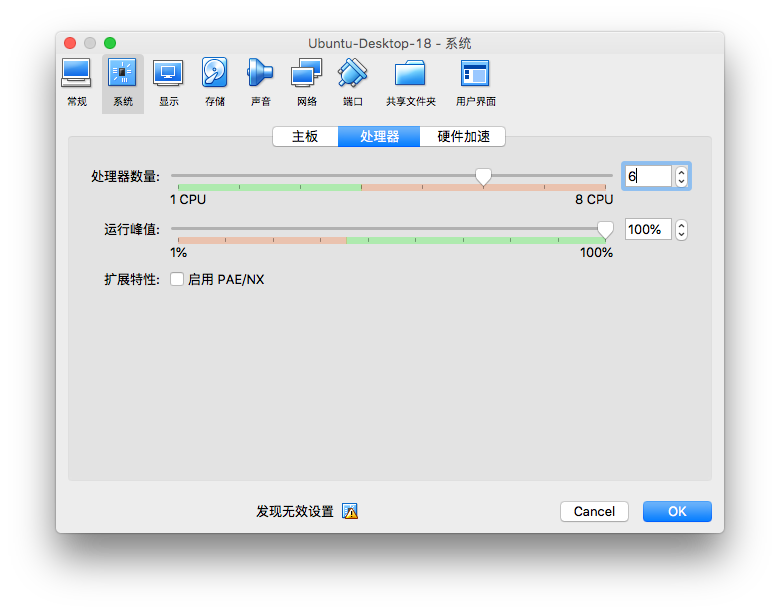 Ubuntu-Desktop-18 - 系统
常规 系统 显示 存储 声音 网络 端口 共享文件夹 用户界面
主板 处理器 硬件加速
处理器数量: 6
1 CPU 8 CPU
运行峰值: 100%
1% 100%
扩展特性: 启用 PAE/NX
发现无效设置 Cancel OK